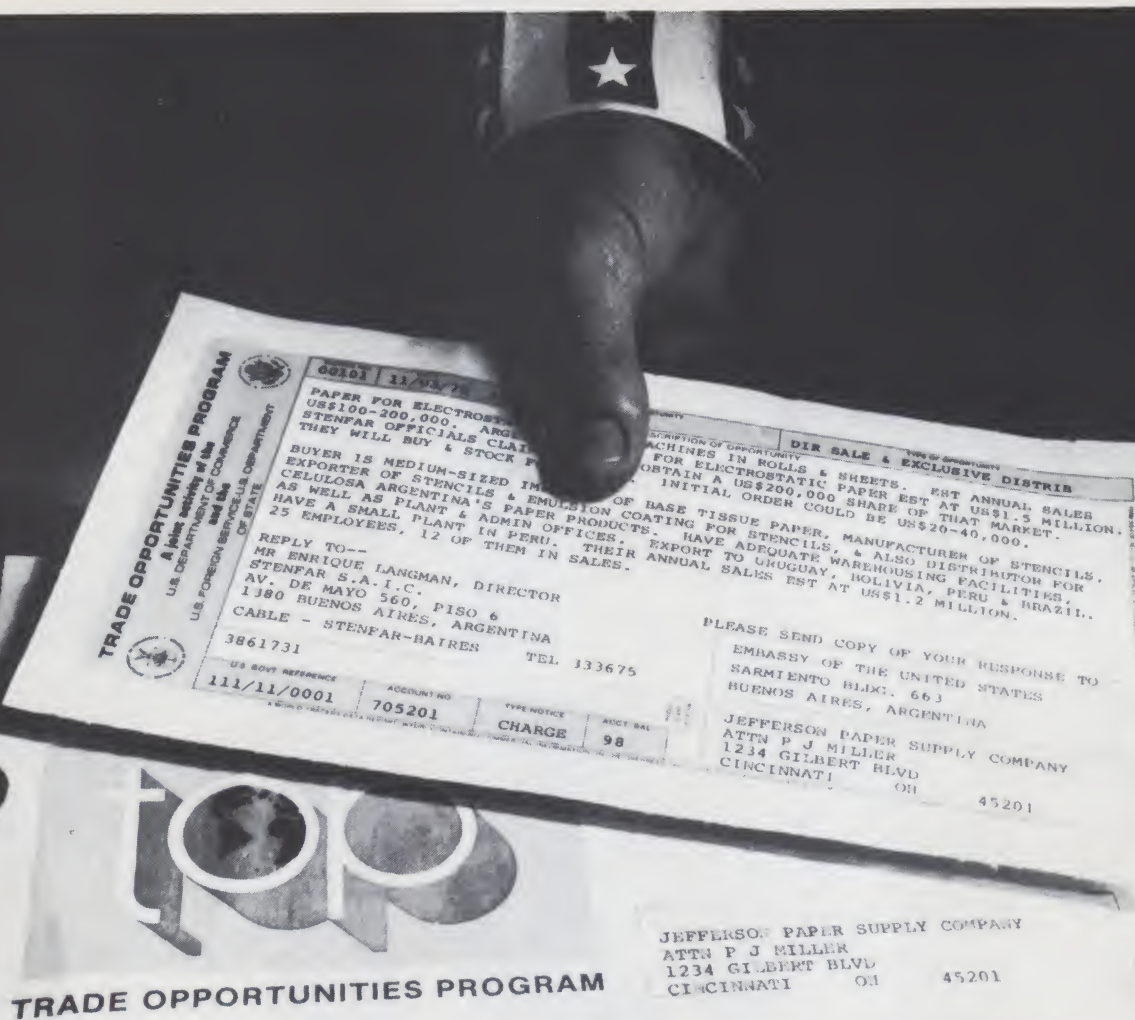 TRADE OPPORTUNITIES PROGRAM
A joint activity of the
U.S. DEPARTMENT OF COMMERCE
and the
U.S. FOREIGN SERVICE-U.S. DEPARTMENT
OF STATE
00101
DESCRIPTION OF OPPORTUNITY
TYPE OF OPPORTUNITY
DIR SALE & EXCLUSIVE DISTRIB
PAPER FOR MACHINES IN ROLLS & SHEETS. EST ANNUAL SALES
US$100-200,000. FOR ELECTROSTATIC PAPER EST AT US$1.5 MILLION.
STENFAR OFFICIALS OBTAIN A US$200,000 SHARE OF THAT MARKET.
THEY WILL BUY & STOCK INITIAL ORDER COULD BE US$20-40,000.
BUYER IS MEDIUM-SIZED OF BASE TISSUE PAPER, MANUFACTURER OF STENCILS,
EXPORTER OF STENCILS & EMULSION COATING FOR STENCILS, & ALSO DISTRIBUTOR FOR
CELULOSA ARGENTINA'S PAPER PRODUCTS. HAVE ADEQUATE WAREHOUSING FACILITIES,
AS WELL AS PLANT & ADMIN OFFICES. EXPORT TO URUGUAY, BOLIVIA, PERU & BRAZIL.
HAVE A SMALL PLANT IN PERU. THEIR ANNUAL SALES EST AT US$1.2 MILLION.
25 EMPLOYEES, 12 OF THEM IN SALES.
REPLY TO--
MR ENRIQUE LANGMAN, DIRECTOR
STENFAR S.A.I.C.
AV. DE MAYO 560, PISO 6
1380 BUENOS AIRES, ARGENTINA
CABLE - STENFAR-BAIRES TEL 333675
3861731
U S GOVT REFERENCE
111/11/0001
ACCOUNT NO
705201
TYPE NOTICE
CHARGE
ACCT BAL
98
PLEASE SEND COPY OF YOUR RESPONSE TO
EMBASSY OF THE UNITED STATES
SARMIENTO BLDG. 663
BUENOS AIRES, ARGENTINA
JEFFERSON PAPER SUPPLY COMPANY
ATTN P J MILLER
1234 GILBERT BLVD
CINCINNATI OH 45201
top
TRADE OPPORTUNITIES PROGRAM
JEFFERSON PAPER SUPPLY COMPANY
ATTN P J MILLER
1234 GILBERT BLVD
CINCINNATI OH 45201